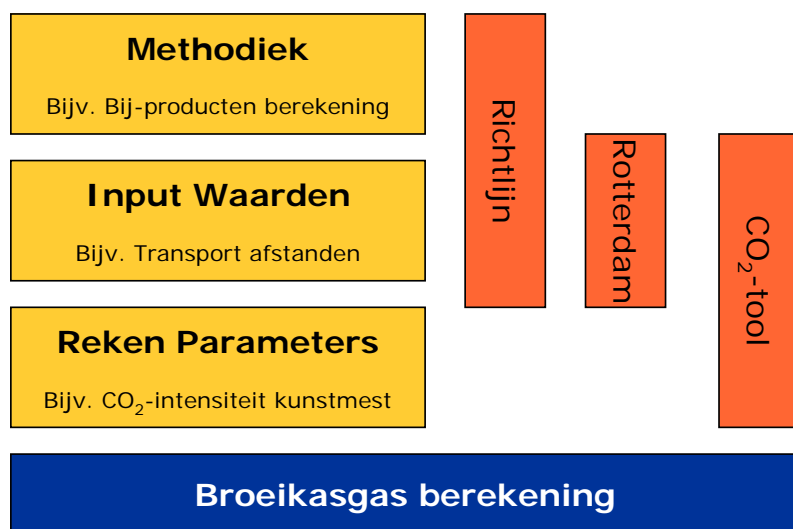 Methodiek
Bijv. Bij-producten berekening
Input Waarden
Bijv. Transport afstanden
Reken Parameters
Bijv. CO₂-intensiteit kunstmest
Richtlijn
Rotterdam
CO₂-tool
Broeikasgas berekening